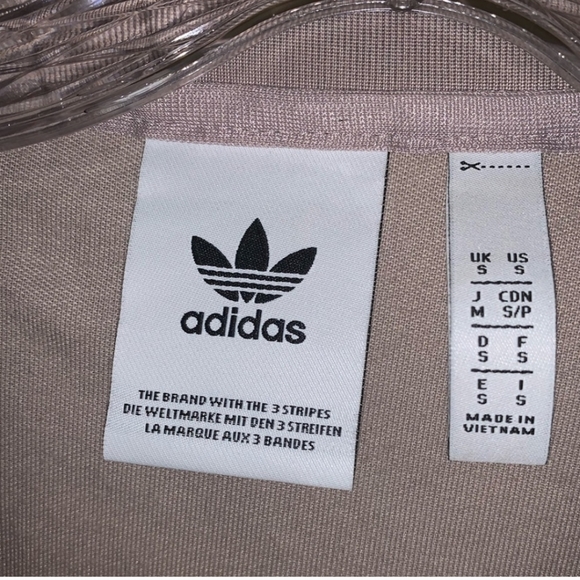 adidas
THE BRAND WITH THE 3 STRIPES
DIE WELTMARKE MIT DEN 3 STREIFEN
LA MARQUE AUX 3 BANDES
UK US
S S
J CDN
M S/P
D F
S S
E I
S S
MADE IN
VIETNAM